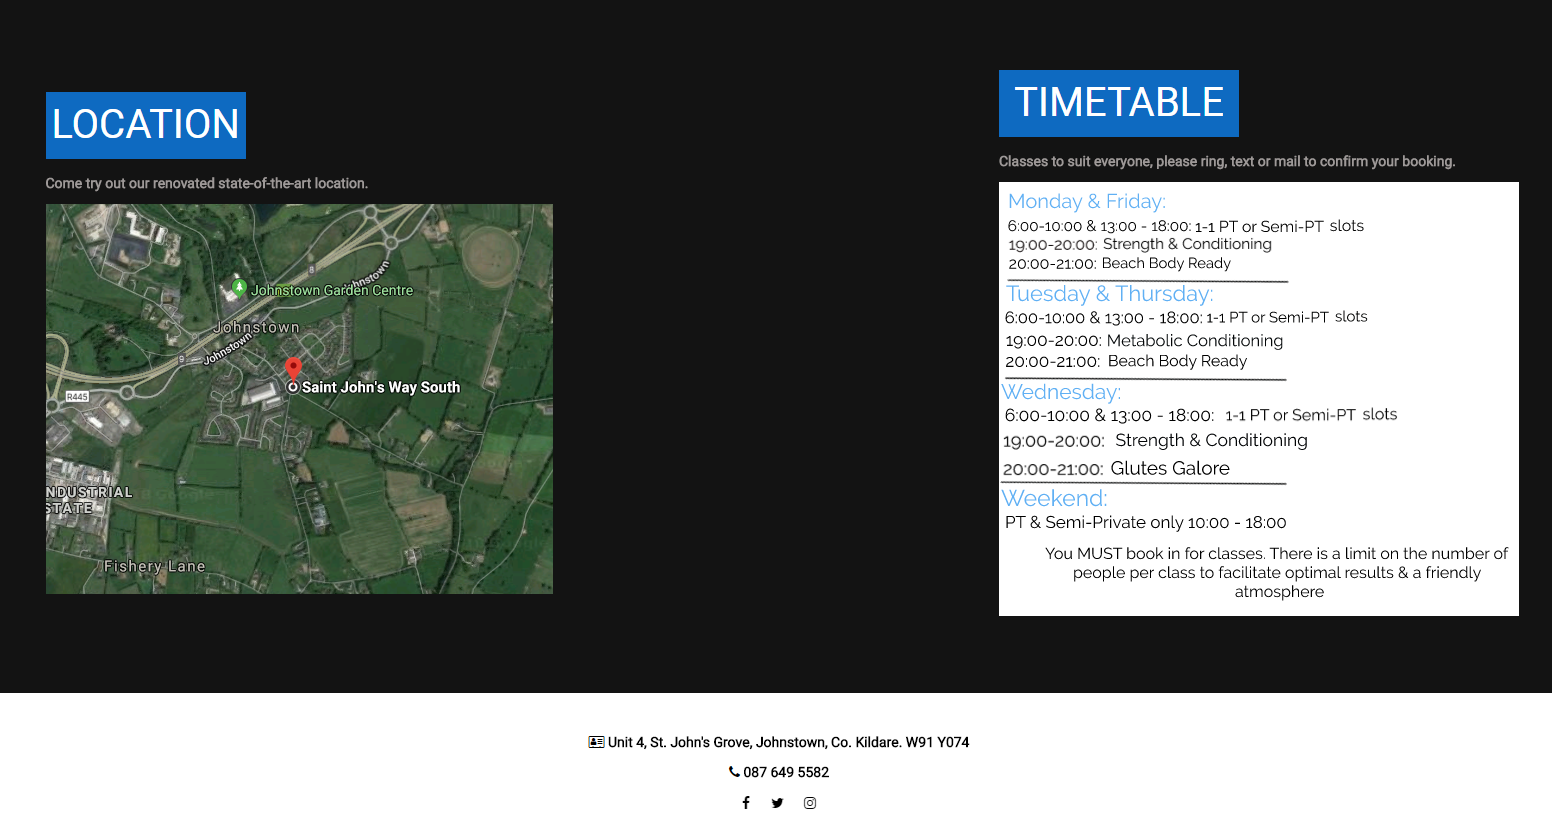 LOCATION
Come try out our renovated state-of-the-art location.
8
Johnstown
Johnstown Garden Centre
Johnstown
9
Johnstown
Saint John's Way South
R445
NDUSTRIAL
STATE
Google
Fishery Lane
TIMETABLE
Classes to suit everyone, please ring, text or mail to confirm your booking.
Monday & Friday:
6:00-10:00 & 13:00 - 18:00: 1-1 PT or Semi-PT slots
19:00-20:00: Strength & Conditioning
20:00-21:00: Beach Body Ready
Tuesday & Thursday:
6:00-10:00 & 13:00 - 18:00: 1-1 PT or Semi-PT slots
19:00-20:00: Metabolic Conditioning
20:00-21:00: Beach Body Ready
Wednesday:
6:00-10:00 & 13:00 - 18:00: 1-1 PT or Semi-PT slots
19:00-20:00: Strength & Conditioning
20:00-21:00: Glutes Galore
Weekend:
PT & Semi-Private only 10:00 - 18:00
You MUST book in for classes. There is a limit on the number of
people per class to facilitate optimal results & a friendly
atmosphere
Unit 4, St. John's Grove, Johnstown, Co. Kildare. W91 Y074
087 649 5582